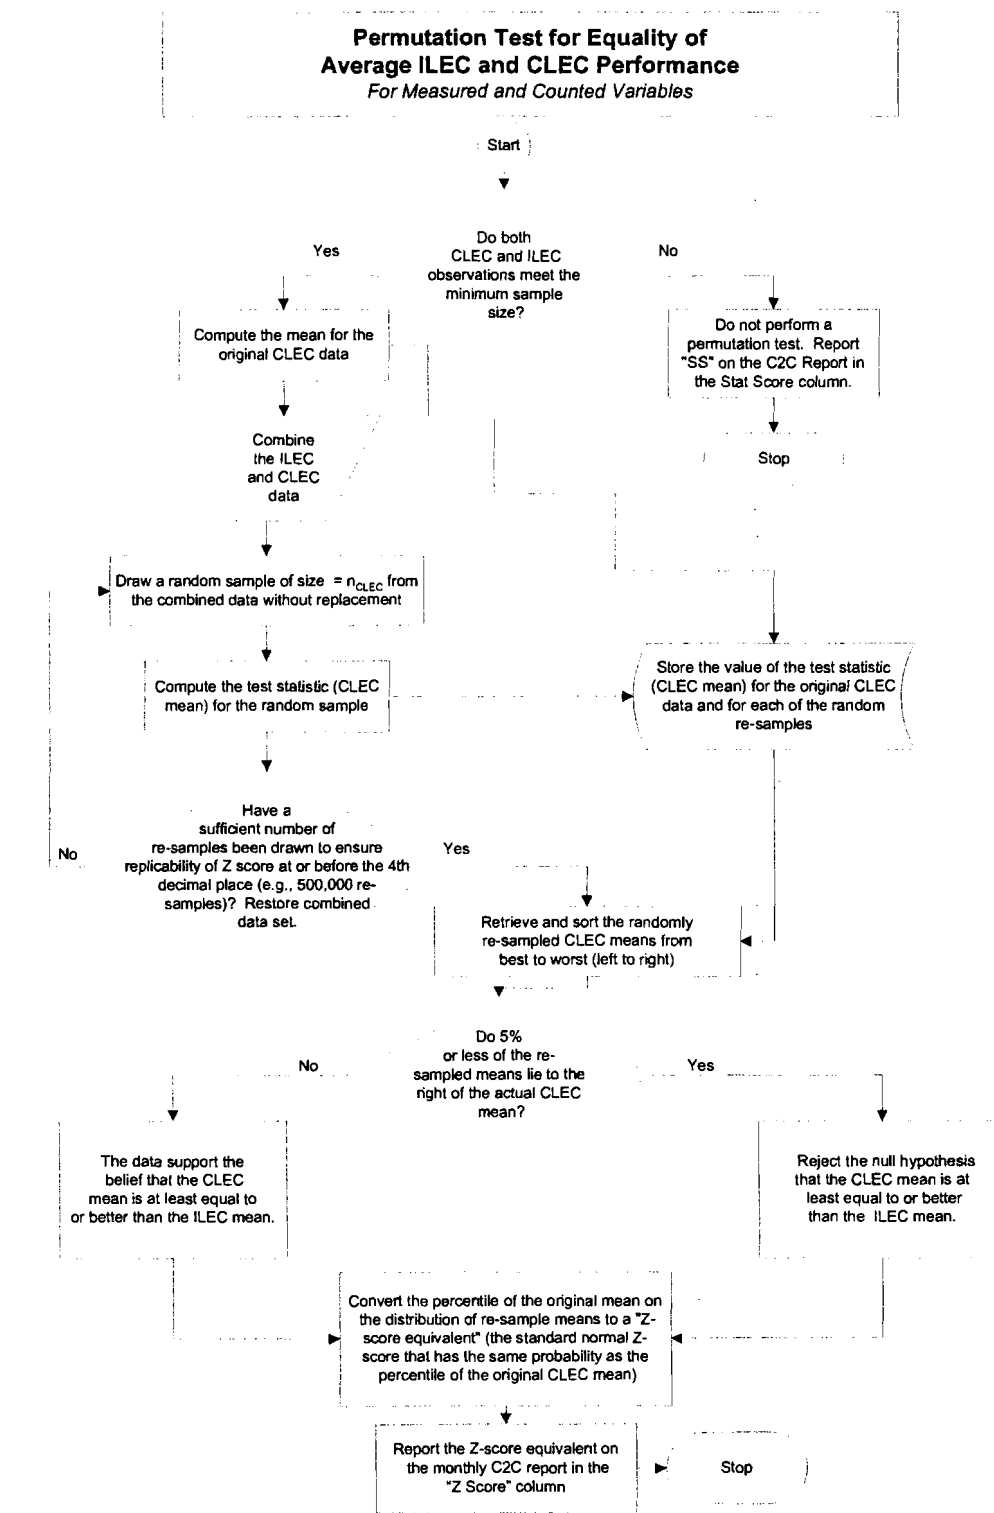 Permutation Test for Equality of
Average ILEC and CLEC Performance
For Measured and Counted Variables
Start
Do both
CLEC and ILEC
observations meet the
minimum sample
size?
Yes
No
Compute the mean for the
original CLEC data
Do not perform a
permutation test. Report
"SS" on the C2C Report in
the Stat Score column.
Stop
Combine
the ILEC
and CLEC
data
Draw a random sample of size = nCLEC from
the combined data without replacement
Compute the test statistic (CLEC
mean) for the random sample
Store the value of the test statistic
(CLEC mean) for the original CLEC
data and for each of the random
re-samples
Have a
sufficient number of
re-samples been drawn to ensure
replicability of Z score at or before the 4th
decimal place (e.g., 500,000 re-
samples)? Restore combined
data set.
No
Yes
Retrieve and sort the randomly
re-sampled CLEC means from
best to worst (left to right)
Do 5%
or less of the re-
sampled means lie to the
right of the actual CLEC
mean?
No
Yes
The data support the
belief that the CLEC
mean is at least equal to
or better than the ILEC mean.
Reject the null hypothesis
that the CLEC mean is at
least equal to or better
than the ILEC mean.
Convert the percentile of the original mean on
the distribution of re-sample means to a "Z-
score equivalent" (the standard normal Z-
score that has the same probability as the
percentile of the original CLEC mean)
Report the Z-score equivalent on
the monthly C2C report in the
"Z Score" column
Stop